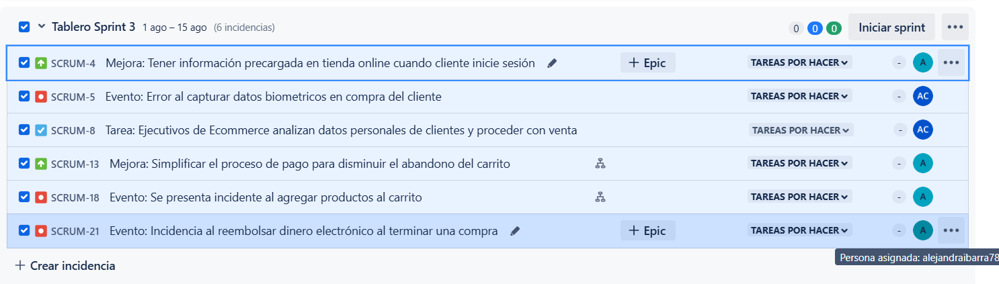 Tablero Sprint 3 1 ago – 15 ago (6 incidencias) 0 0 0 Iniciar sprint
SCRUM-4 Mejora: Tener información precargada en tienda online cuando cliente inicie sesión + Epic TAREAS POR HACER - A
SCRUM-5 Evento: Error al capturar datos biometricos en compra del cliente TAREAS POR HACER - AC
SCRUM-8 Tarea: Ejecutivos de Ecommerce analizan datos personales de clientes y proceder con venta TAREAS POR HACER - AC
SCRUM-13 Mejora: Simplificar el proceso de pago para disminuir el abandono del carrito TAREAS POR HACER - A
SCRUM-18 Evento: Se presenta incidente al agregar productos al carrito TAREAS POR HACER - A
SCRUM-21 Evento: Incidencia al reembolsar dinero electrónico al terminar una compra + Epic TAREAS POR HACER - A
Persona asignada: alejandraibarra78
+ Crear incidencia